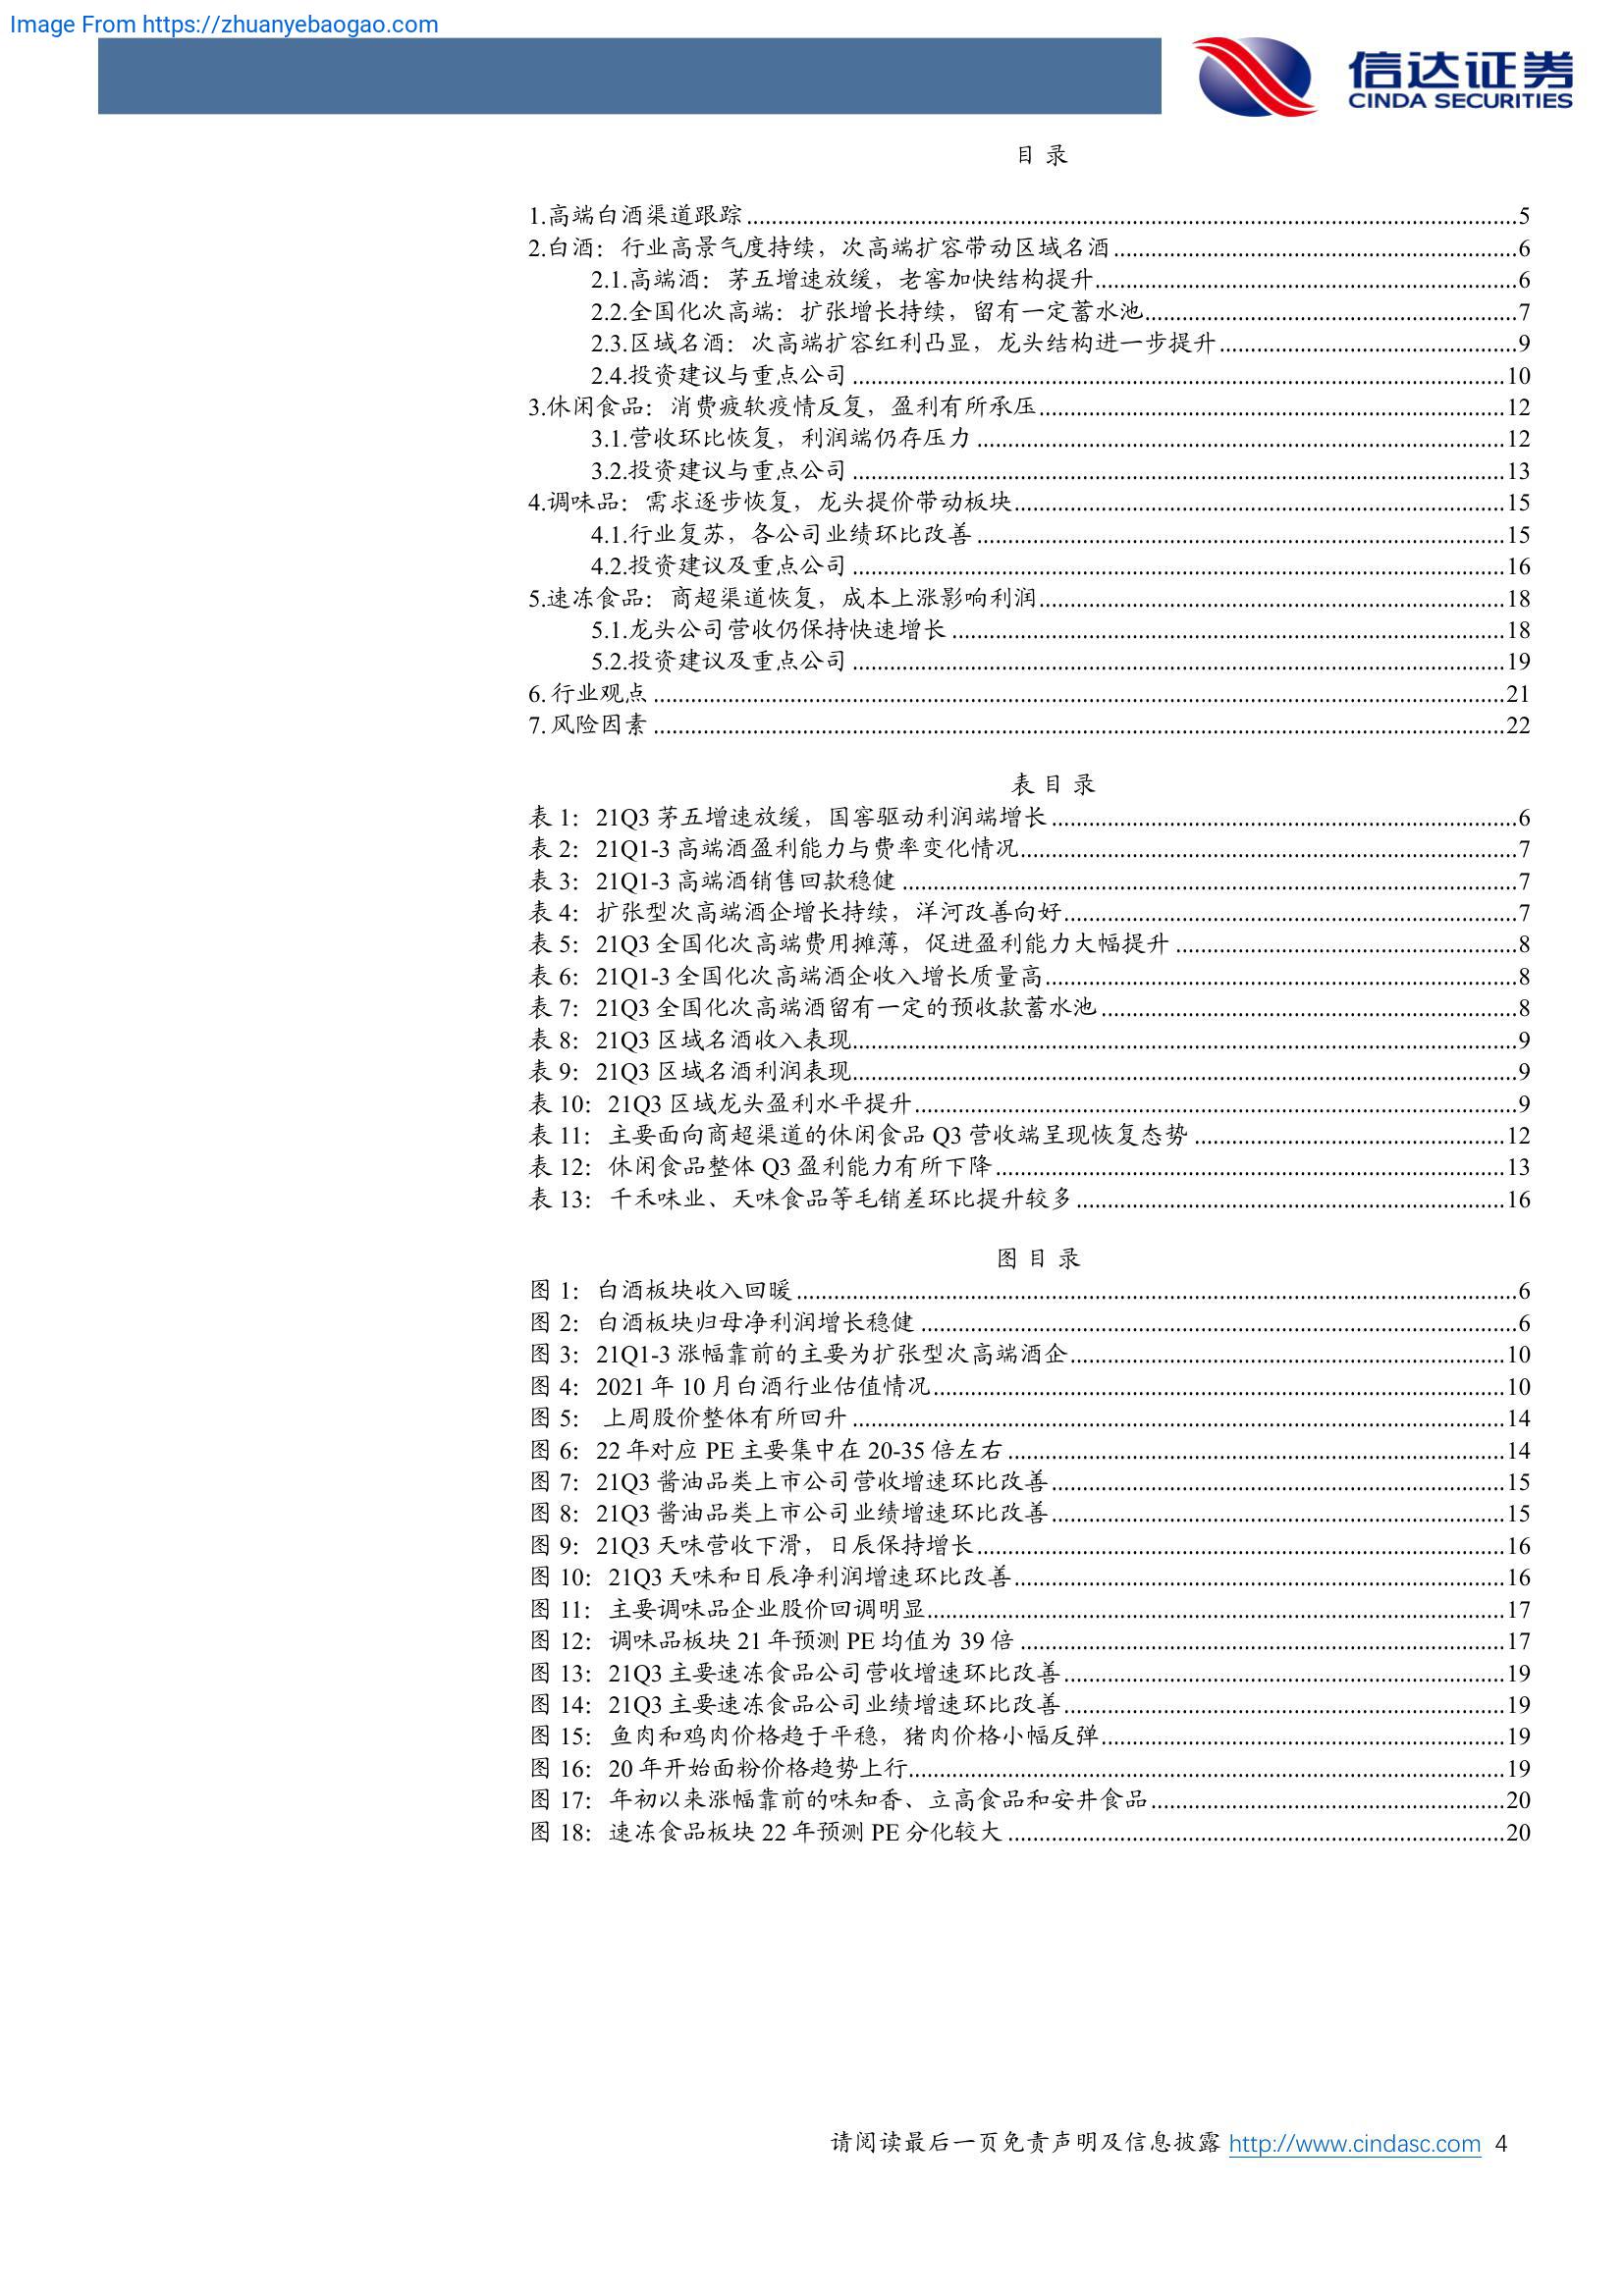 Image From https://zhuanyebaogao.com
信达证券
CINDA SECURITIES
目 录
1.高端白酒渠道跟踪 ........ 5
2.白酒：行业高景气度持续，次高端扩容带动区域名酒 ........ 6
2.1.高端酒：茅五增速放缓，老窖加快结构提升 ........ 6
2.2.全国化次高端：扩张增长持续，留有一定蓄水池 ........ 7
2.3.区域名酒：次高端扩容红利凸显，龙头结构进一步提升 ........ 9
2.4.投资建议与重点公司 ........ 10
3.休闲食品：消费疲软疫情反复，盈利有所承压 ........ 12
3.1.营收环比恢复，利润端仍存压力 ........ 12
3.2.投资建议与重点公司 ........ 13
4.调味品：需求逐步恢复，龙头提价带动板块 ........ 15
4.1.行业复苏，各公司业绩环比改善 ........ 15
4.2.投资建议及重点公司 ........ 16
5.速冻食品：商超渠道恢复，成本上涨影响利润 ........ 18
5.1.龙头公司营收仍保持快速增长 ........ 18
5.2.投资建议及重点公司 ........ 19
6. 行业观点 ........ 21
7. 风险因素 ........ 22
表 目 录
表 1：21Q3 茅五增速放缓，国窖驱动利润端增长 ........ 6
表 2：21Q1-3 高端酒盈利能力与费率变化情况 ........ 7
表 3：21Q1-3 高端酒销售回款稳健 ........ 7
表 4：扩张型次高端酒企增长持续，洋河改善向好 ........ 7
表 5：21Q3 全国化次高端费用摊薄，促进盈利能力大幅提升 ........ 8
表 6：21Q1-3 全国化次高端酒企收入增长质量高 ........ 8
表 7：21Q3 全国化次高端酒留有一定的预收款蓄水池 ........ 8
表 8：21Q3 区域名酒收入表现 ........ 9
表 9：21Q3 区域名酒利润表现 ........ 9
表 10：21Q3 区域龙头盈利水平提升 ........ 9
表 11：主要面向商超渠道的休闲食品 Q3 营收端呈现恢复态势 ........ 12
表 12：休闲食品整体 Q3 盈利能力有所下降 ........ 13
表 13：千禾味业、天味食品等毛销差环比提升较多 ........ 16
图 目 录
图 1：白酒板块收入回暖 ........ 6
图 2：白酒板块归母净利润增长稳健 ........ 6
图 3：21Q1-3 涨幅靠前的主要为扩张型次高端酒企 ........ 10
图 4：2021 年 10 月白酒行业估值情况 ........ 10
图 5： 上周股价整体有所回升 ........ 14
图 6：22 年对应 PE 主要集中在 20-35 倍左右 ........ 14
图 7：21Q3 酱油品类上市公司营收增速环比改善 ........ 15
图 8：21Q3 酱油品类上市公司业绩增速环比改善 ........ 15
图 9：21Q3 天味营收下滑，日辰保持增长 ........ 16
图 10：21Q3 天味和日辰净利润增速环比改善 ........ 16
图 11：主要调味品企业股价回调明显 ........ 17
图 12：调味品板块 21 年预测 PE 均值为 39 倍 ........ 17
图 13：21Q3 主要速冻食品公司营收增速环比改善 ........ 19
图 14：21Q3 主要速冻食品公司业绩增速环比改善 ........ 19
图 15：鱼肉和鸡肉价格趋于平稳，猪肉价格小幅反弹 ........ 19
图 16：20 年开始面粉价格趋势上行 ........ 19
图 17：年初以来涨幅靠前的味知香、立高食品和安井食品 ........ 20
图 18：速冻食品板块 22 年预测 PE 分化较大 ........ 20
请阅读最后一页免责声明及信息披露 http://www.cindasc.com 4